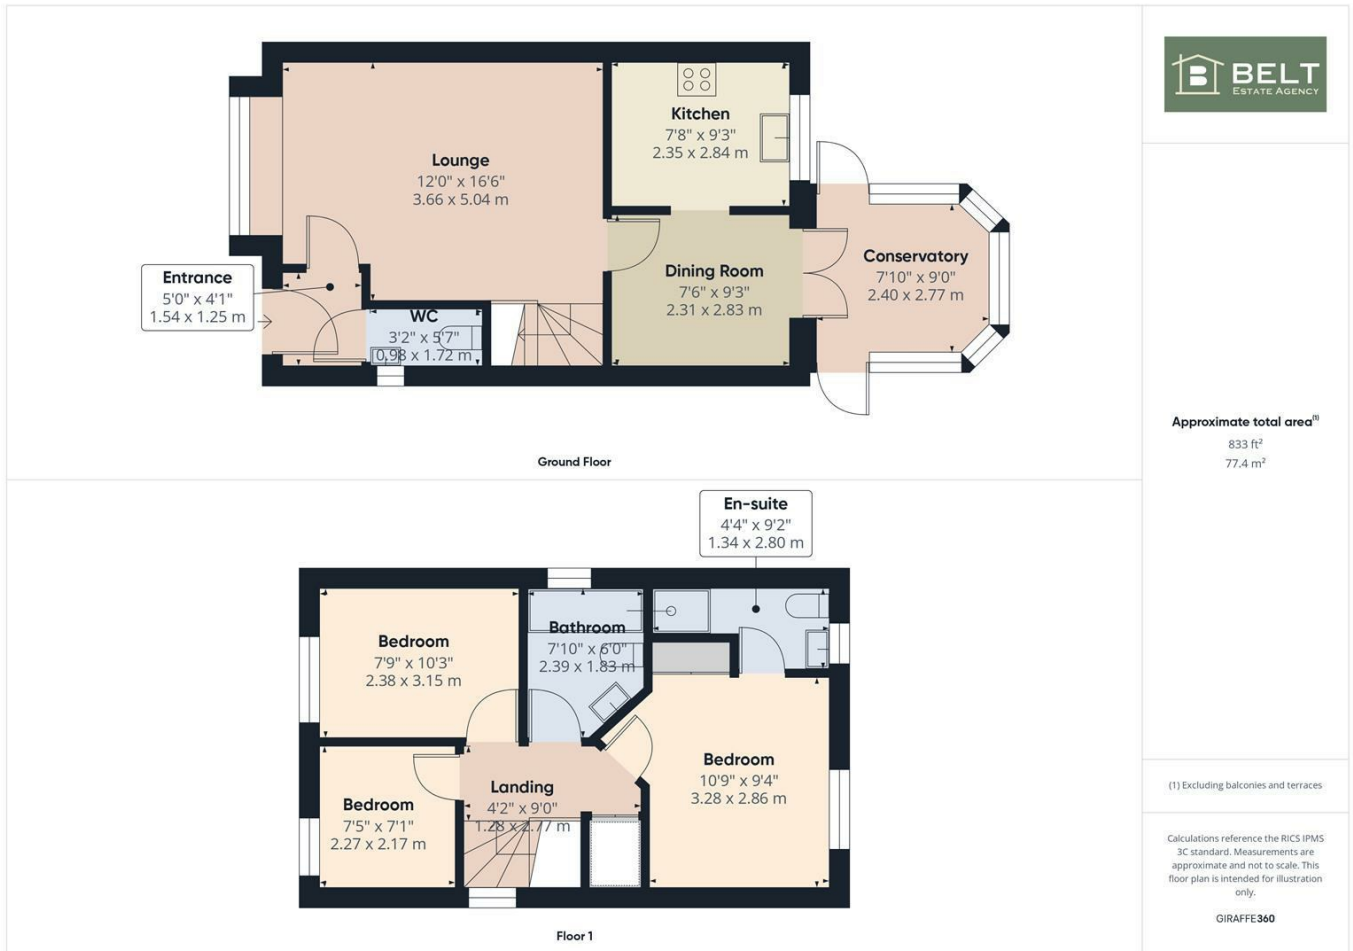 Lounge
12'0" x 16'6"
3.66 x 5.04 m
Kitchen
7'8" x 9'3"
2.35 x 2.84 m
Entrance
5'0" x 4'1"
1.54 x 1.25 m
WC
3'2" x 5'7"
0.98 x 1.72 m
Dining Room
7'6" x 9'3"
2.31 x 2.83 m
Conservatory
7'10" x 9'0"
2.40 x 2.77 m
Ground Floor
En-suite
4'4" x 9'2"
1.34 x 2.80 m
Bedroom
7'9" x 10'3"
2.38 x 3.15 m
Bathroom
7'10" x 6'0"
2.39 x 1.83 m
Bedroom
10'9" x 9'4"
3.28 x 2.86 m
Landing
4'2" x 9'0"
1.28 x 2.77 m
Bedroom
7'5" x 7'1"
2.27 x 2.17 m
Floor 1
B BELT
ESTATE AGENCY
Approximate total area(1)
833 ft²
77.4 m²
(1) Excluding balconies and terraces
Calculations reference the RICS IPMS
3C standard. Measurements are
approximate and not to scale. This
floor plan is intended for illustration
only.
GIRAFFE360